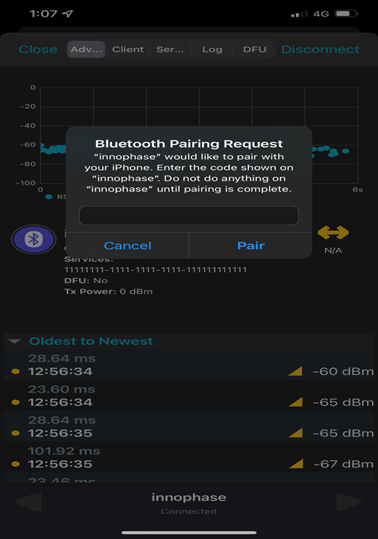 1:07
4G
Close
Adv...
Client
Ser...
Log
DFU
Disconnect
0
-20
-40
-60
-80
-100
0
6s
RS
Bluetooth Pairing Request
“innophase” would like to pair with
your iPhone. Enter the code shown on
“innophase”. Do not do anything on
“innophase” until pairing is complete.
Cancel
Pair
N/A
Services:
11111111-1111-1111-1111-111111111111
DFU: No
Tx Power: 0 dBm
Oldest to Newest
28.64 ms
12:56:34
-60 dBm
23.60 ms
12:56:34
-65 dBm
28.64 ms
12:56:35
-65 dBm
101.92 ms
12:56:35
-67 dBm
23.46 ms
innophase
Connected